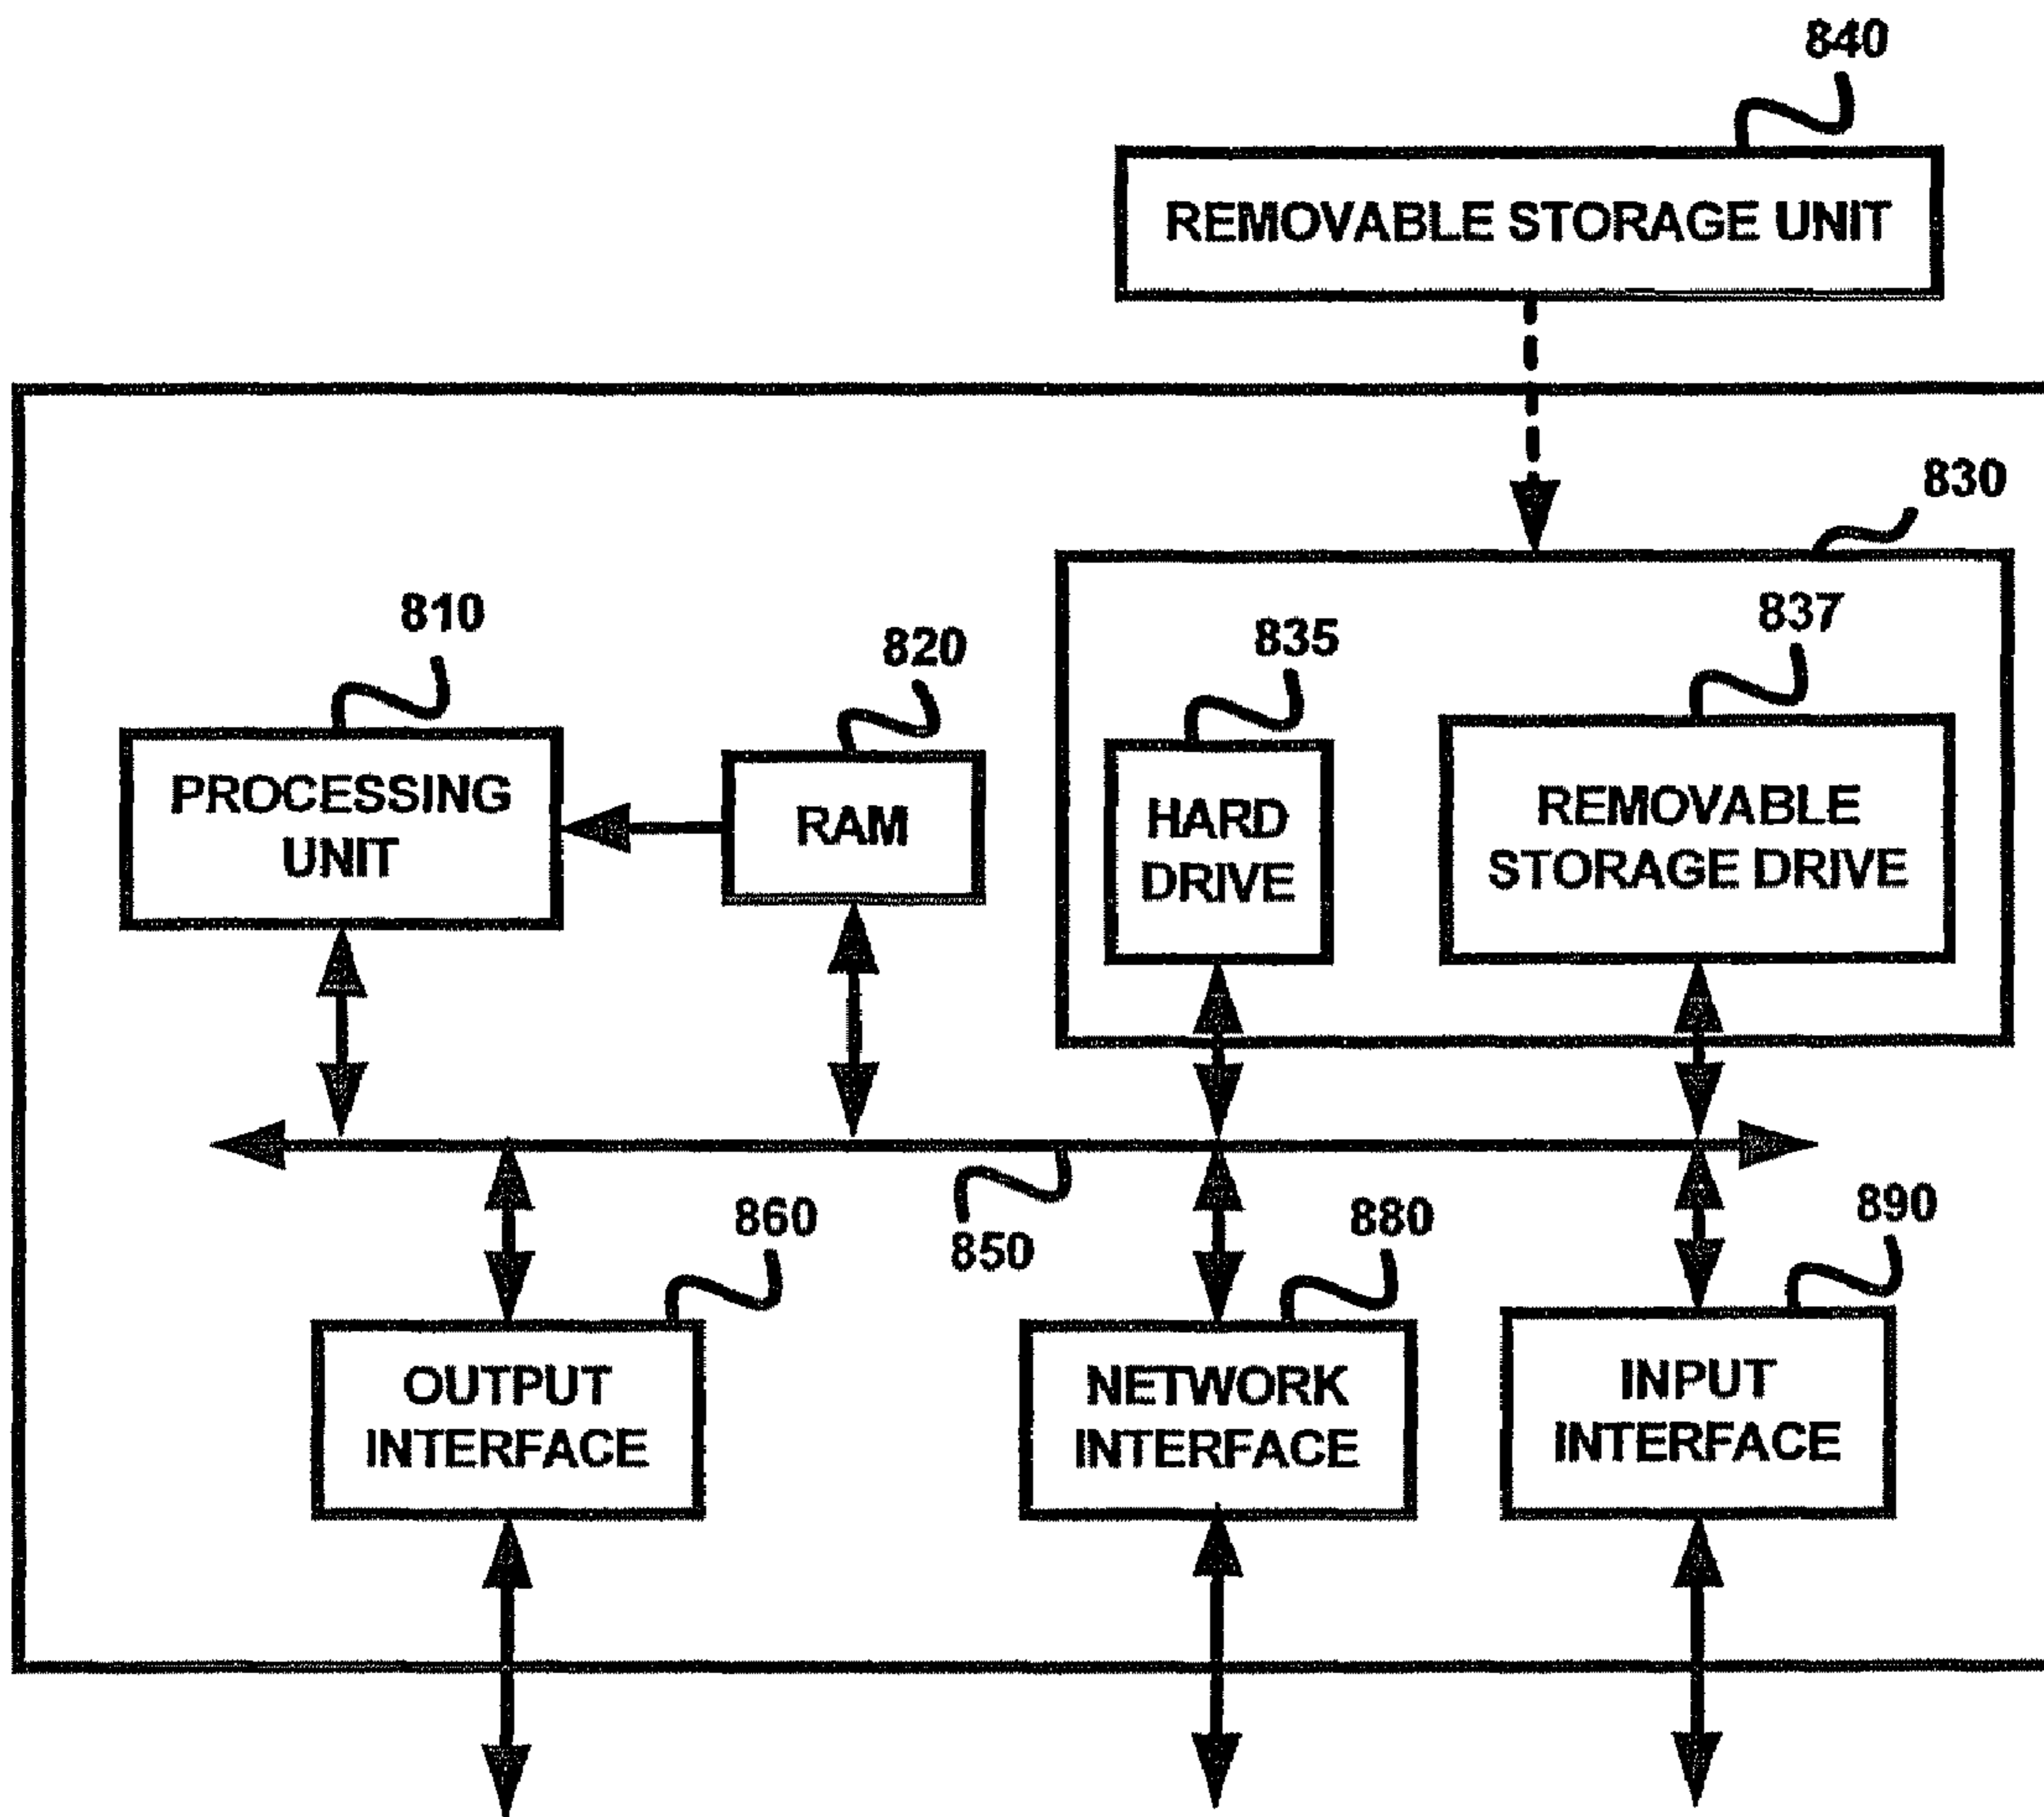 840
REMOVABLE STORAGE UNIT
830
810
820
835
837
PROCESSING
UNIT
RAM
HARD
DRIVE
REMOVABLE
STORAGE DRIVE
860
850
880
890
OUTPUT
INTERFACE
NETWORK
INTERFACE
INPUT
INTERFACE